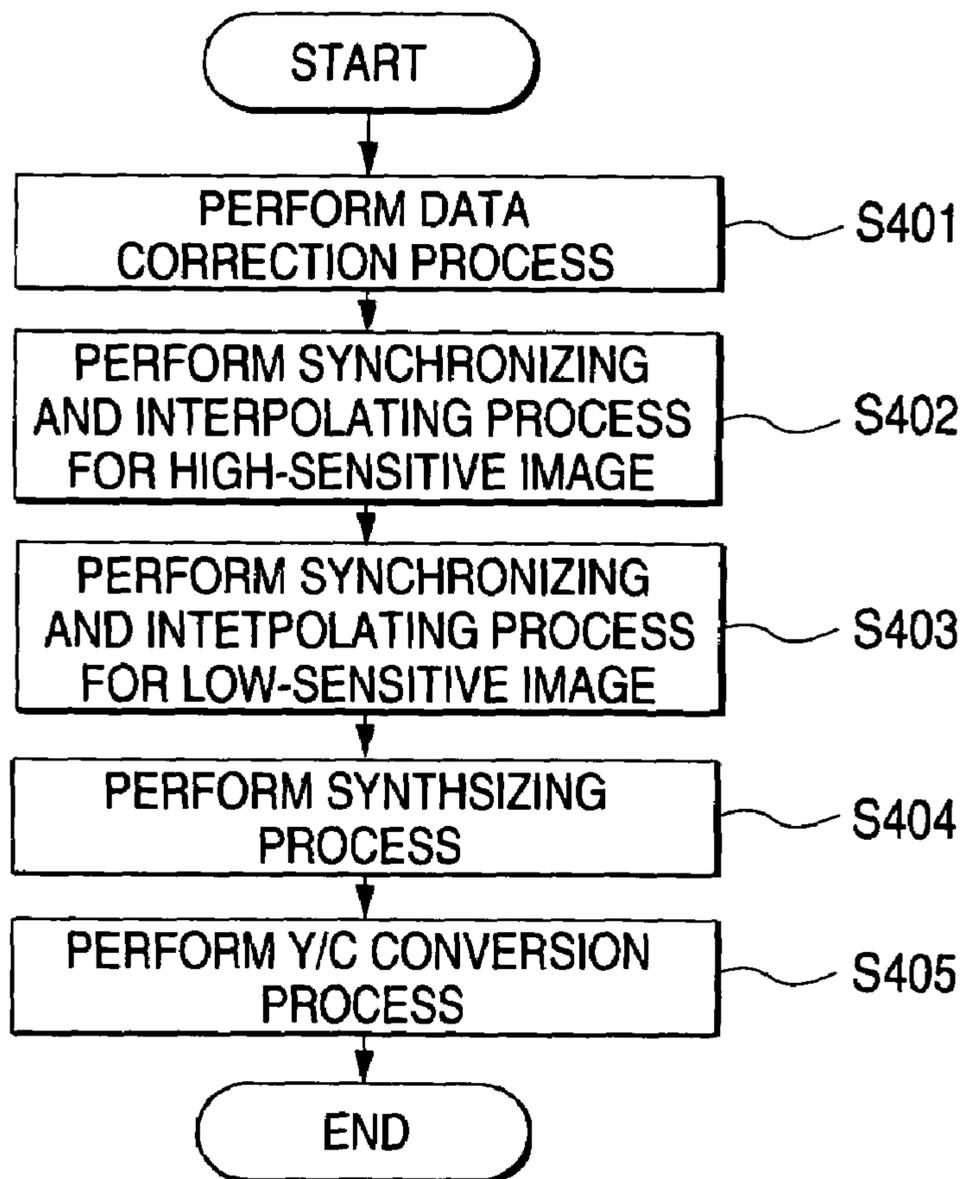 START
PERFORM DATA
CORRECTION PROCESS
S401
PERFORM SYNCHRONIZING
AND INTERPOLATING PROCESS
FOR HIGH-SENSITIVE IMAGE
S402
PERFORM SYNCHRONIZING
AND INTETPOLATING PROCESS
FOR LOW-SENSITIVE IMAGE
S403
PERFORM SYNTHSIZING
PROCESS
S404
PERFORM Y/C CONVERSION
PROCESS
S405
END